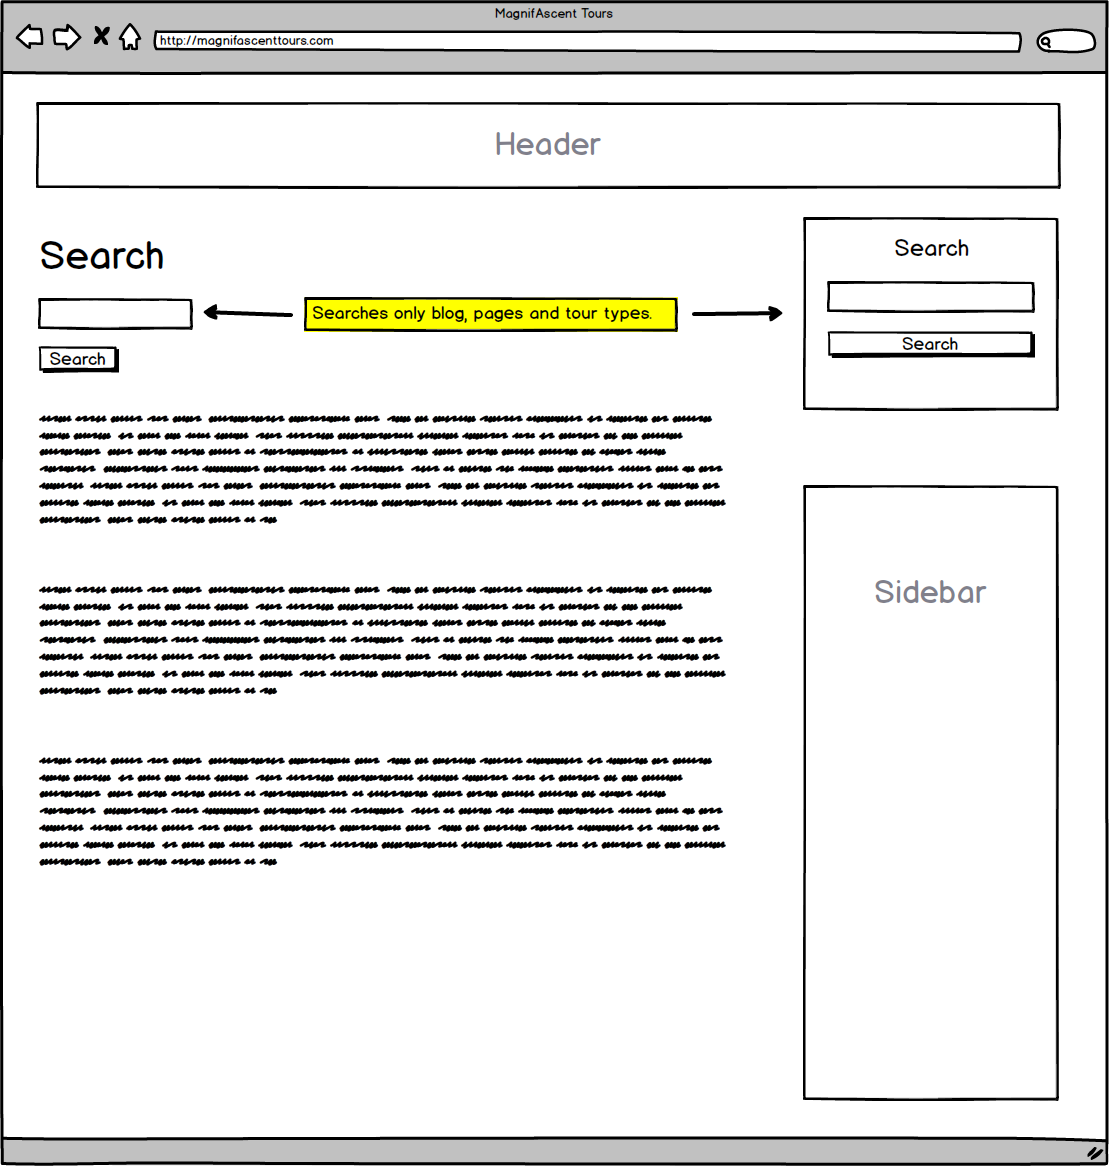 MagnifAscent Tours
http://magnifascenttours.com
Header
Search
Searches only blog, pages and tour types.
Search
Search
Search
Sidebar